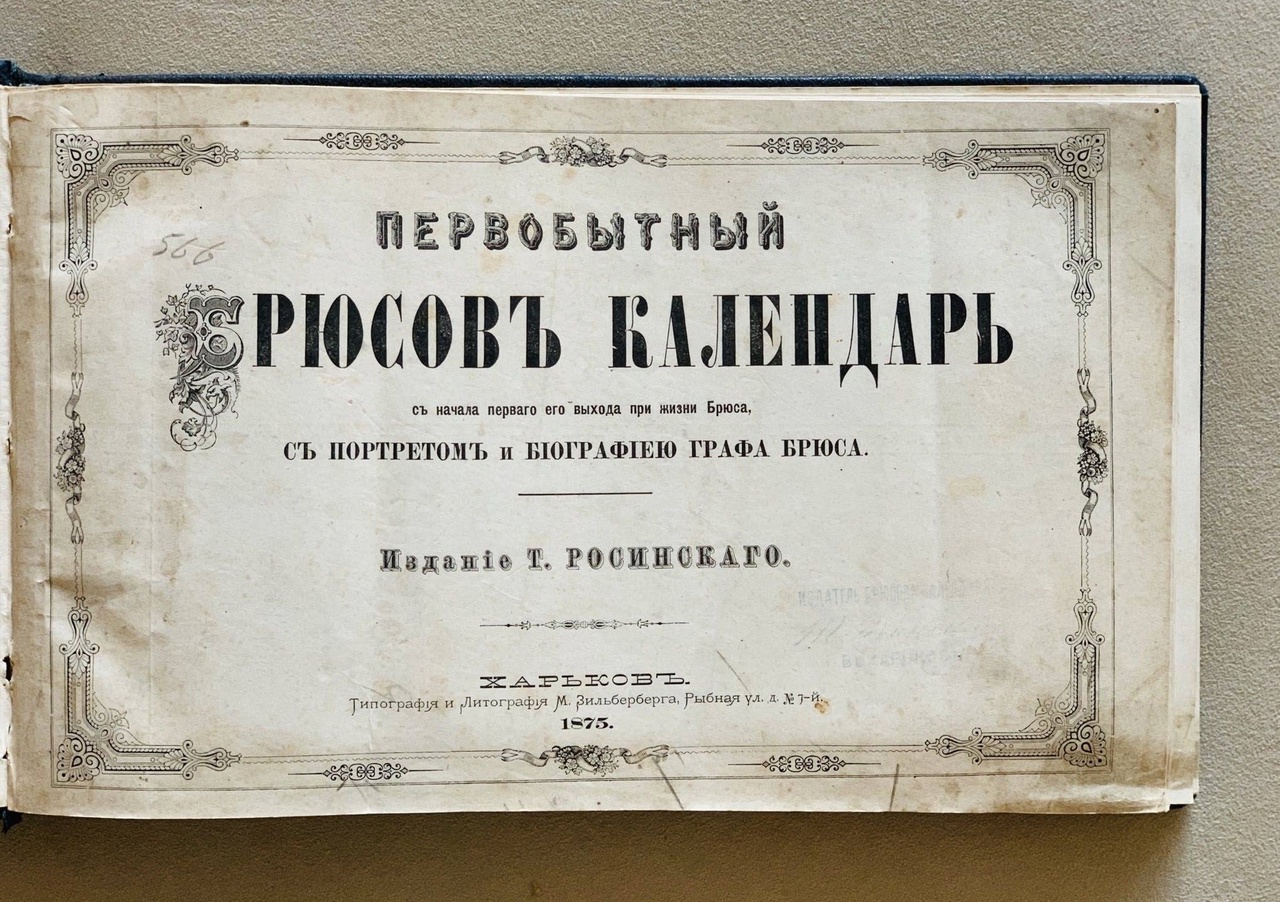 566
ПЕРВОБЫТНЫЙ
БРЮСОВЪ КАЛЕНДАРЬ
съ начала перваго его выхода при жизни Брюса,
СЪ ПОРТРЕТОМЪ и БІОГРАФІЕЮ ГРАФА БРЮСА.
Изданіе Т. РОСИНСКАГО.
ХАРЬКОВЪ.
Типографія и Литографія М. Зильберберга, Рыбная ул. д. № 7-й.
1875.